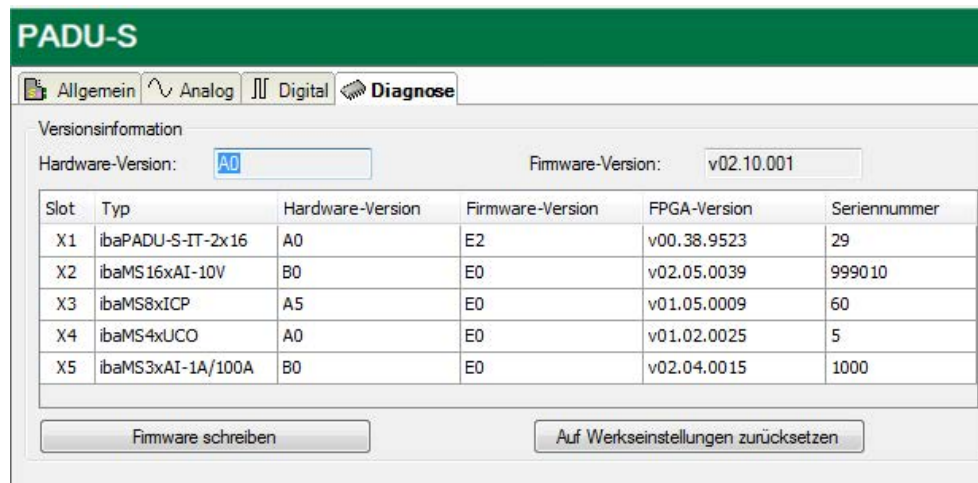 PADU-S
Allgemein Analog Digital Diagnose
Versionsinformation
Hardware-Version: A0 Firmware-Version: v02.10.001
Slot Typ Hardware-Version Firmware-Version FPGA-Version Seriennummer
X1 ibaPADU-S-IT-2x16 A0 E2 v00.38.9523 29
X2 ibaMS16xAI-10V B0 E0 v02.05.0039 999010
X3 ibaMS8xICP A5 E0 v01.05.0009 60
X4 ibaMS4xUCO A0 E0 v01.02.0025 5
X5 ibaMS3xAI-1A/100A B0 E0 v02.04.0015 1000
Firmware schreiben Auf Werkseinstellungen zurücksetzen